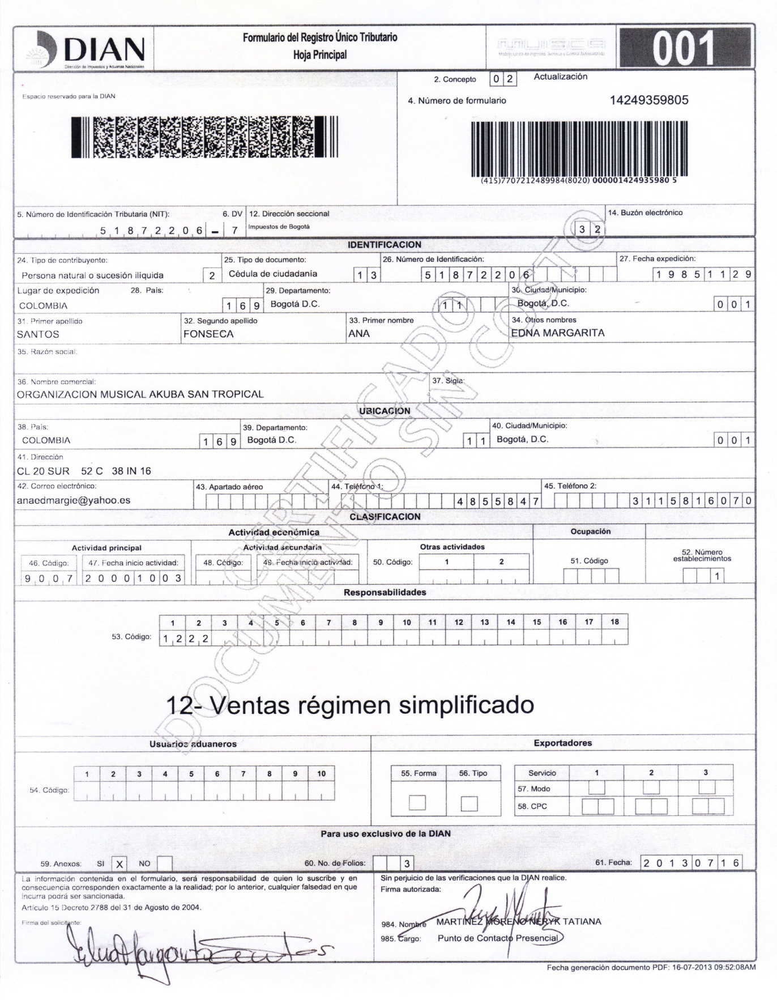 DIAN
Dirección de Impuestos y Aduanas Nacionales
Formulario del Registro Único Tributario
Hoja Principal
MUISCA
Modelo Único de Ingresos, Servicio y Control Automatizado
001
2. Concepto 0 2 Actualización
Espacio reservado para la DIAN
4. Número de formulario 14249359805
(415)7707212489984(8020) 000001424935980 5
5. Número de Identificación Tributaria (NIT): 6. DV 12. Dirección seccional 14. Buzón electrónico
5 1 8 7 2 2 0 6 - 7 Impuestos de Bogotá 3 2
IDENTIFICACION
24. Tipo de contribuyente: 25. Tipo de documento: 26. Número de Identificación: 27. Fecha expedición:
Persona natural o sucesión ilíquida 2 Cédula de ciudadanía 1 3 5 1 8 7 2 2 0 6 1 9 8 5 1 1 2 9
Lugar de expedición 28. País: 29. Departamento: 30. Ciudad/Municipio:
COLOMBIA 1 6 9 Bogotá D.C. 1 1 Bogotá, D.C. 0 0 1
31. Primer apellido 32. Segundo apellido 33. Primer nombre 34. Otros nombres
SANTOS FONSECA ANA EDNA MARGARITA
35. Razón social:
36. Nombre comercial: 37. Sigla:
ORGANIZACION MUSICAL AKUBA SAN TROPICAL
UBICACION
38. País: 39. Departamento: 40. Ciudad/Municipio:
COLOMBIA 1 6 9 Bogotá D.C. 1 1 Bogotá, D.C. 0 0 1
41. Dirección
CL 20 SUR 52 C 38 IN 16
42. Correo electrónico: 43. Apartado aéreo 44. Teléfono 1: 45. Teléfono 2:
anaedmargie@yahoo.es 4 8 5 5 8 4 7 3 1 1 5 8 1 6 0 7 0
CLASIFICACION
Actividad económica Ocupación
Actividad principal Actividad secundaria Otras actividades 52. Número establecimientos
46. Código: 47. Fecha inicio actividad: 48. Código: 49. Fecha inicio actividad: 50. Código: 1 2 51. Código
9 0 0 7 2 0 0 0 1 0 0 3 1
Responsabilidades
1 2 3 4 5 6 7 8 9 10 11 12 13 14 15 16 17 18
53. Código: 1 2 2 2
12- Ventas régimen simplificado
CERTIFICADO
DOCUMENTO SIN COSTO
Usuarios aduaneros Exportadores
1 2 3 4 5 6 7 8 9 10 55. Forma 56. Tipo Servicio 1 2 3
54. Código: 57. Modo
58. CPC
Para uso exclusivo de la DIAN
59. Anexos: SI X NO 60. No. de Folios: 3 61. Fecha: 2 0 1 3 0 7 1 6
La información contenida en el formulario, será responsabilidad de quien lo suscribe y en
consecuencia corresponden exactamente a la realidad; por lo anterior, cualquier falsedad en que
incurra podrá ser sancionada.
Artículo 15 Decreto 2788 del 31 de Agosto de 2004.
Firma del solicitante:
Sin perjuicio de las verificaciones que la DIAN realice.
Firma autorizada:
984. Nombre MARTINEZ MORENO NERYK TATIANA
985. Cargo: Punto de Contacto Presencial
Fecha generación documento PDF: 16-07-2013 09:52:08AM